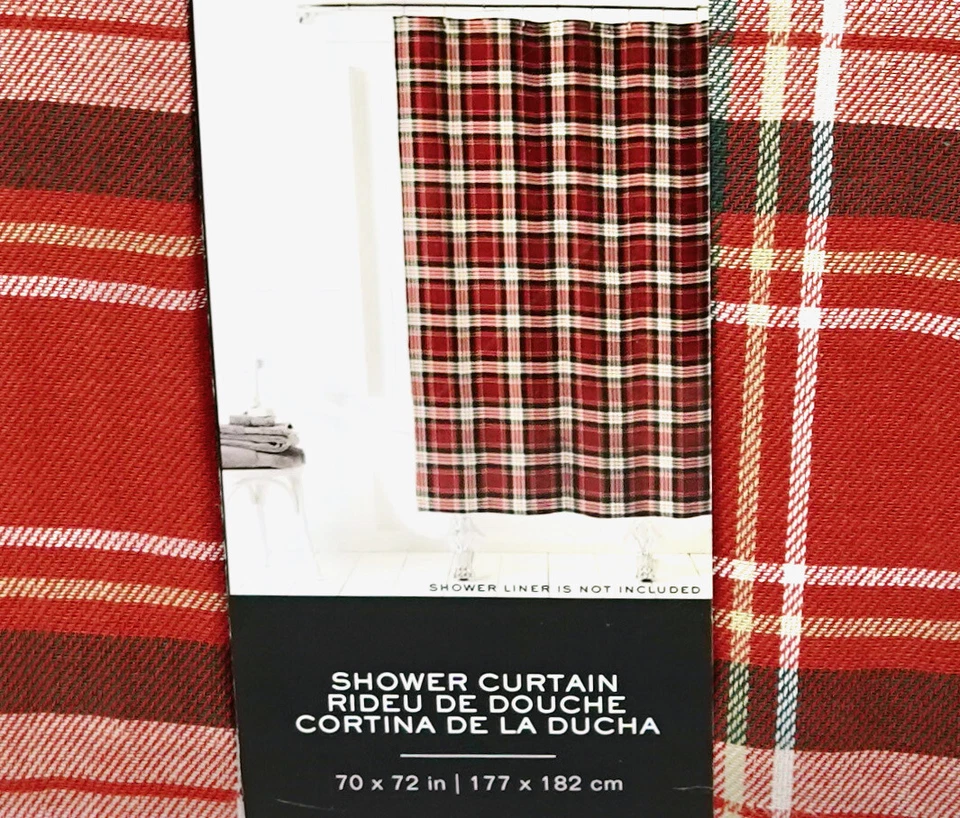 SHOWER LINER IS NOT INCLUDED
SHOWER CURTAIN
RIDEU DE DOUCHE
CORTINA DE LA DUCHA
70 x 72 in | 177 x 182 cm